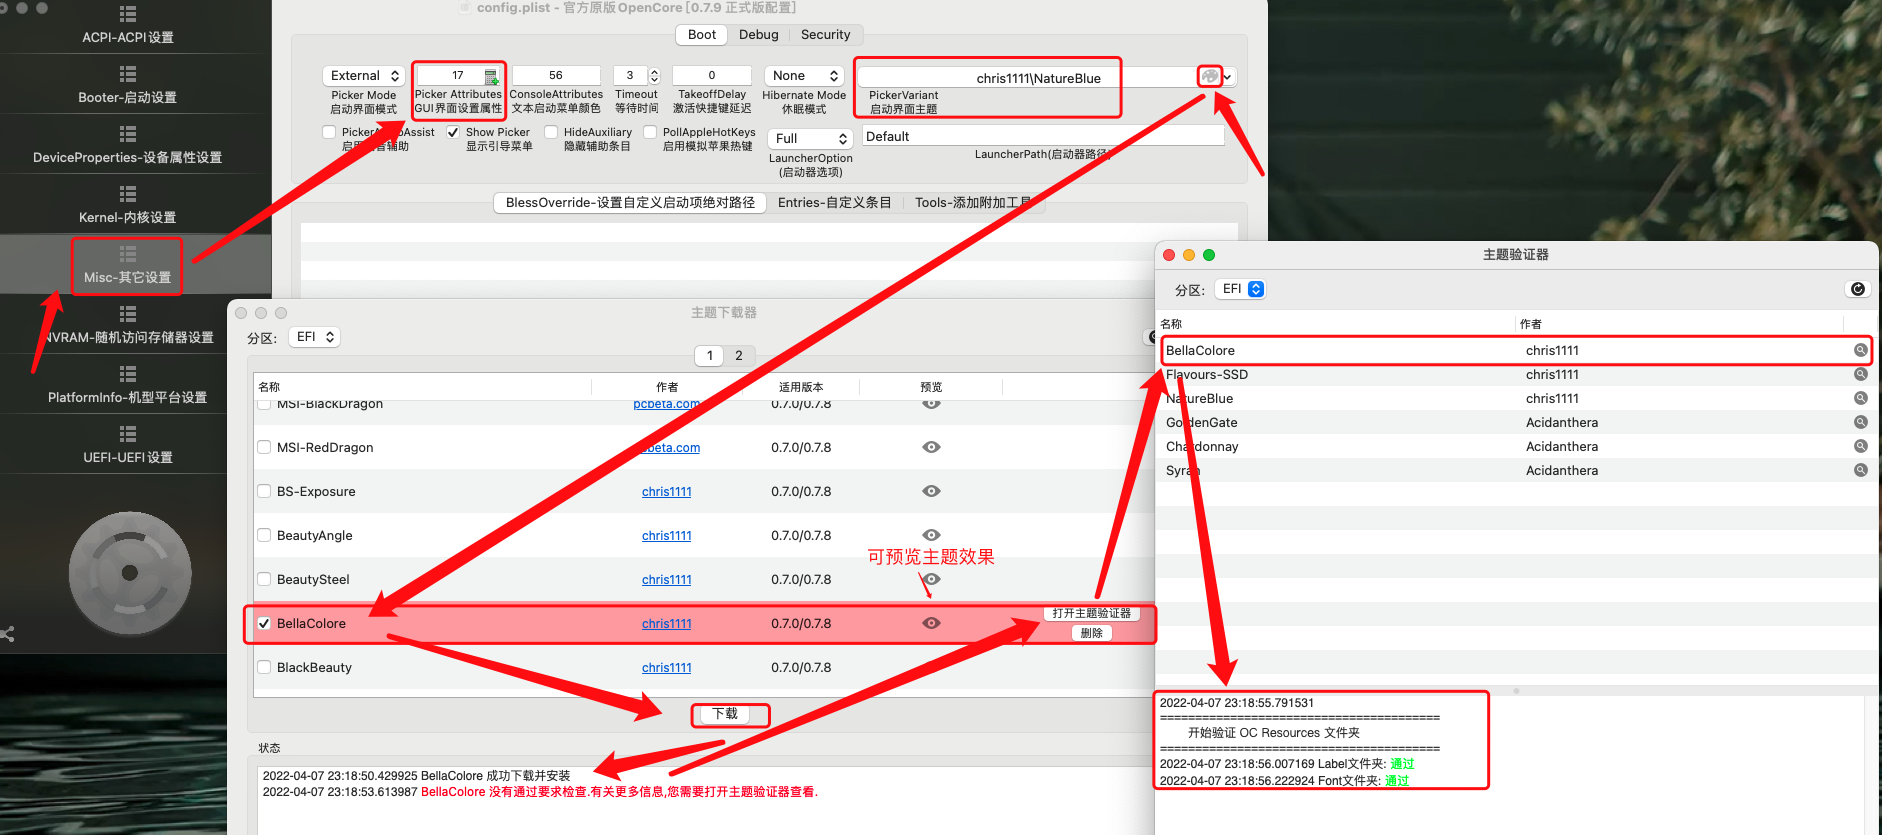 ACPI-ACPI设置
Booter-启动设置
DeviceProperties-设备属性设置
Kernel-内核设置
Misc-其它设置
NVRAM-随机访问存储器设置
PlatformInfo-机型平台设置
UEFI-UEFI设置
config.plist - 官方原版OpenCore[0.7.9 正式版配置]
Boot Debug Security
External 17 56 3 0 None chris1111\NatureBlue
Picker Mode Picker Attributes ConsoleAttributes Timeout TakeoffDelay Hibernate Mode PickerVariant
启动界面模式 GUI界面设置属性 文本启动菜单颜色 等待时间 激活快捷键延迟 休眠模式 启动界面主题
Assist Show Picker HideAuxiliary PollAppleHotKeys Full Default
显示引导菜单 隐藏辅助条目 启用模拟苹果热键
LauncherOption LauncherPath(启动器路径)
(启动器选项)
BlessOverride-设置自定义启动项绝对路径 Entries-自定义条目 Tools-添加附加工具
主题下载器
分区: EFI
1 2
名称 作者 适用版本 预览
MSI-BlackDragon pcbeta.com 0.7.0/0.7.8
MSI-RedDragon pcbeta.com 0.7.0/0.7.8
BS-Exposure chris1111 0.7.0/0.7.8
BeautyAngle chris1111 0.7.0/0.7.8
可预览主题效果
BeautySteel chris1111 0.7.0/0.7.8
BellaColore chris1111 0.7.0/0.7.8 打开主题验证器
删除
BlackBeauty chris1111 0.7.0/0.7.8
下载
状态
2022-04-07 23:18:50.429925 BellaColore 成功下载并安装
2022-04-07 23:18:53.613987 BellaColore 没有通过要求检查.有关更多信息,您需要打开主题验证器查看.
主题验证器
分区: EFI
名称 作者
BellaColore chris1111
Flavours-SSD chris1111
NatureBlue chris1111
GoldenGate Acidanthera
Chardonnay Acidanthera
Syrah Acidanthera
2022-04-07 23:18:55.791531
========================================
开始验证 OC Resources 文件夹
========================================
2022-04-07 23:18:56.007169 Label文件夹: 通过
2022-04-07 23:18:56.222924 Font文件夹: 通过